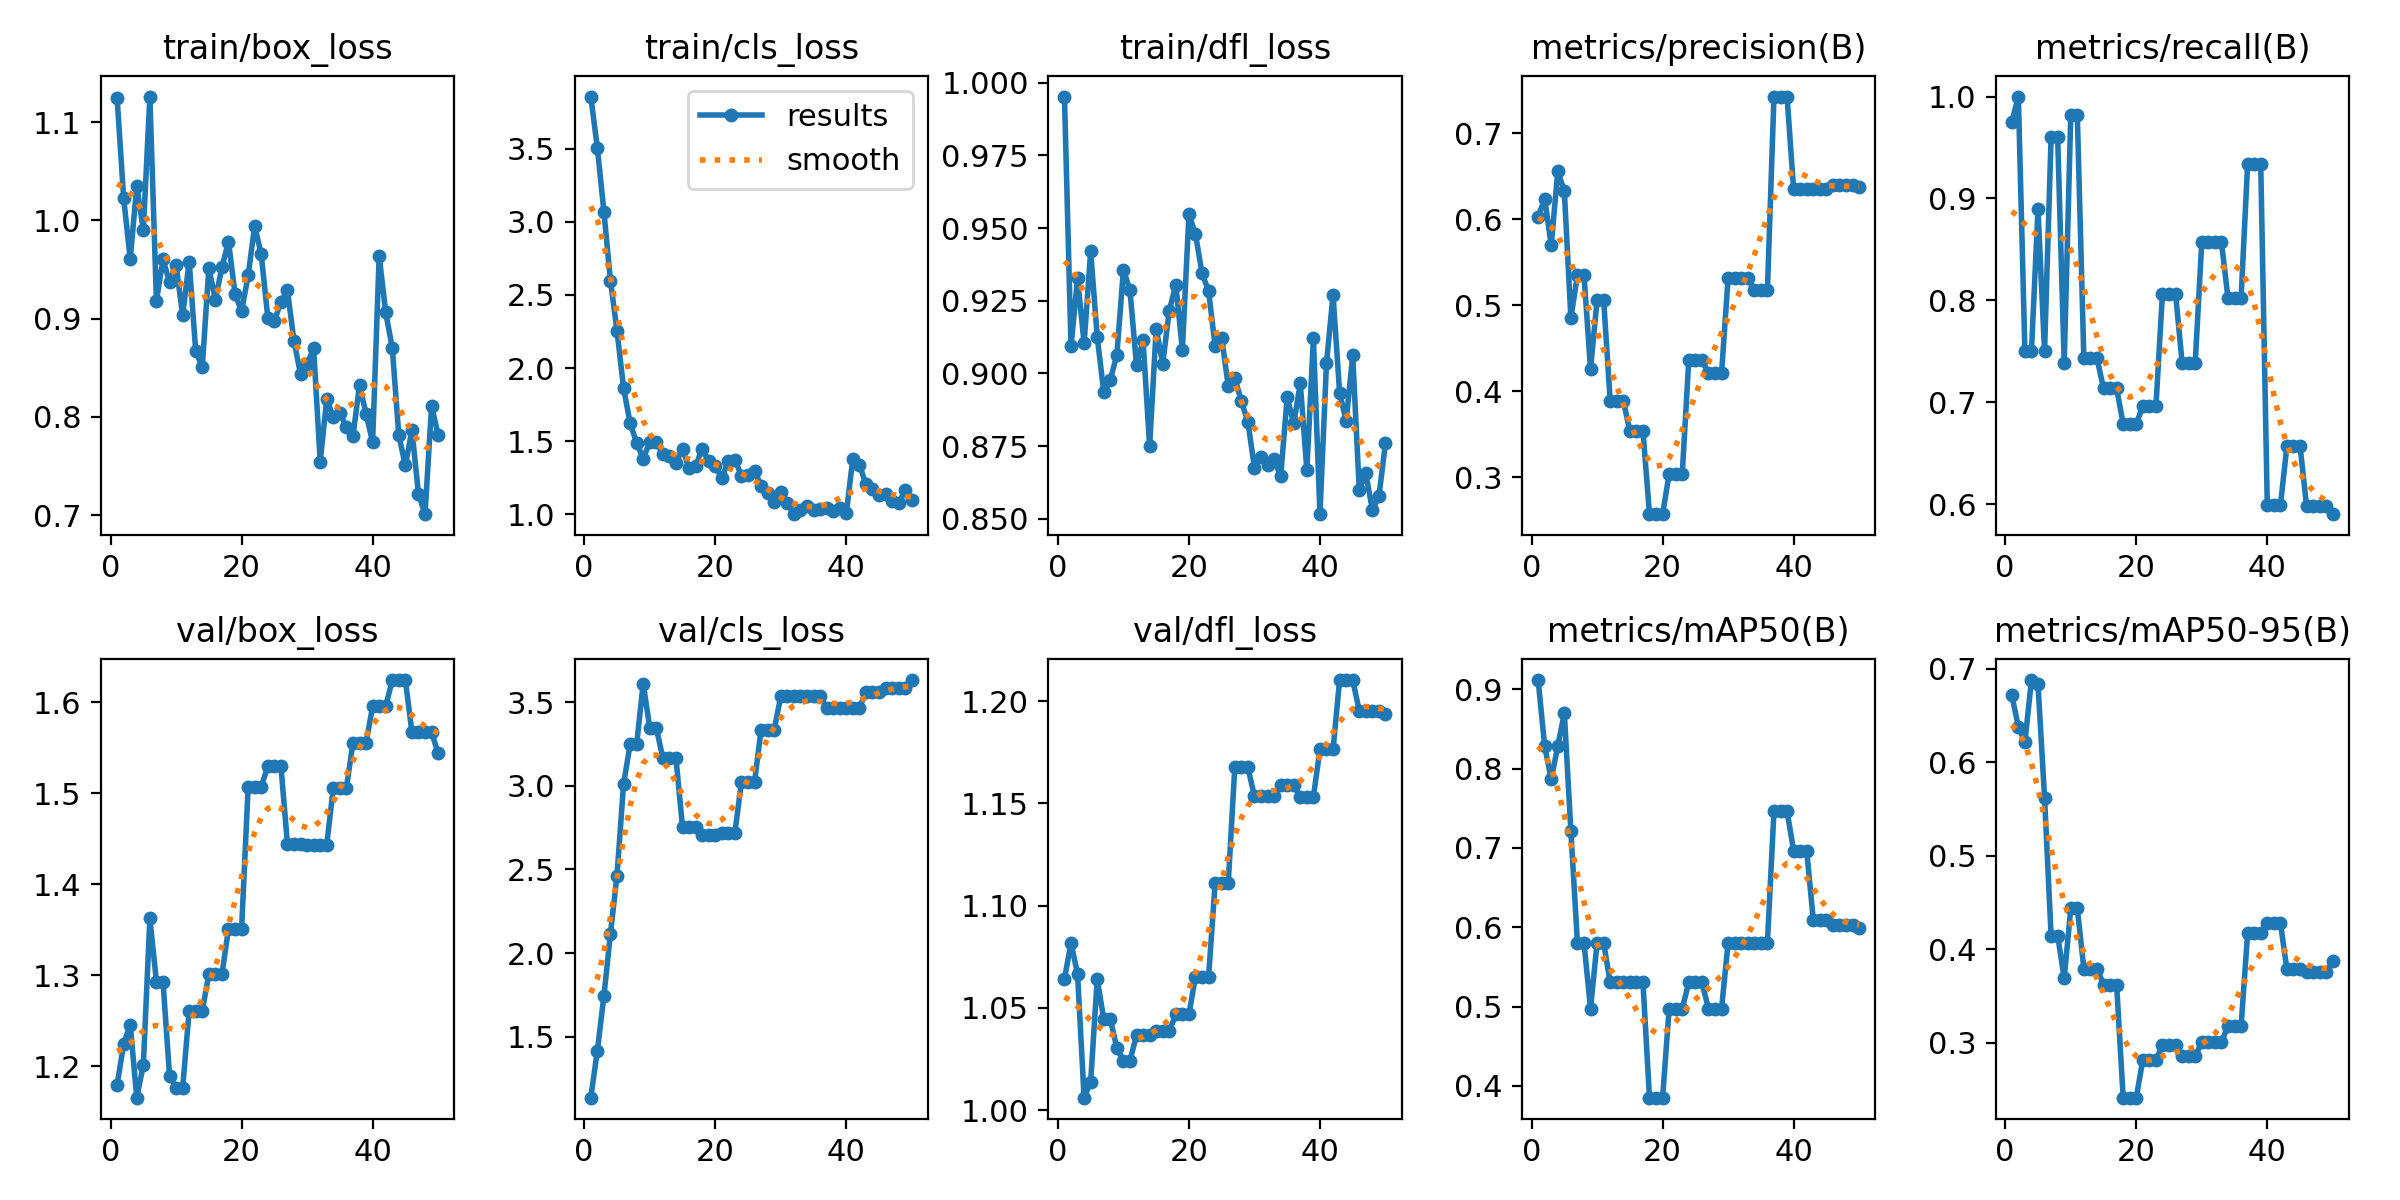 train/box_loss
1.1
1.0
0.9
0.8
0.7
0 20 40
train/cls_loss
results
smooth
3.5
3.0
2.5
2.0
1.5
1.0
0 20 40
train/dfl_loss
1.000
0.975
0.950
0.925
0.900
0.875
0.850
0 20 40
metrics/precision(B)
0.7
0.6
0.5
0.4
0.3
0 20 40
metrics/recall(B)
1.0
0.9
0.8
0.7
0.6
0 20 40
val/box_loss
1.6
1.5
1.4
1.3
1.2
0 20 40
val/cls_loss
3.5
3.0
2.5
2.0
1.5
0 20 40
val/dfl_loss
1.20
1.15
1.10
1.05
1.00
0 20 40
metrics/mAP50(B)
0.9
0.8
0.7
0.6
0.5
0.4
0 20 40
metrics/mAP50-95(B)
0.7
0.6
0.5
0.4
0.3
0 20 40